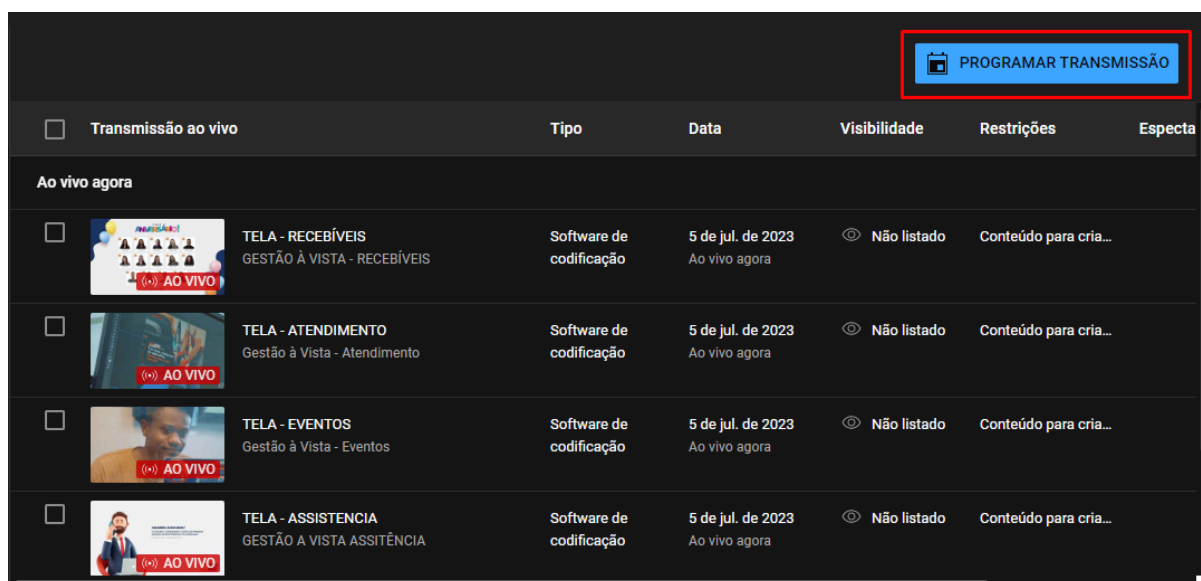 PROGRAMAR TRANSMISSÃO
Transmissão ao vivo Tipo Data Visibilidade Restrições Especta
Ao vivo agora
ANIVERSÁRIO!
AO VIVO
TELA - RECEBÍVEIS
GESTÃO À VISTA - RECEBÍVEIS
Software de
codificação
5 de jul. de 2023
Ao vivo agora
Não listado
Conteúdo para cria...
AO VIVO
TELA - ATENDIMENTO
Gestão à Vista - Atendimento
Software de
codificação
5 de jul. de 2023
Ao vivo agora
Não listado
Conteúdo para cria...
AO VIVO
TELA - EVENTOS
Gestão à Vista - Eventos
Software de
codificação
5 de jul. de 2023
Ao vivo agora
Não listado
Conteúdo para cria...
AO VIVO
TELA - ASSISTENCIA
GESTÃO A VISTA ASSITÊNCIA
Software de
codificação
5 de jul. de 2023
Ao vivo agora
Não listado
Conteúdo para cria...